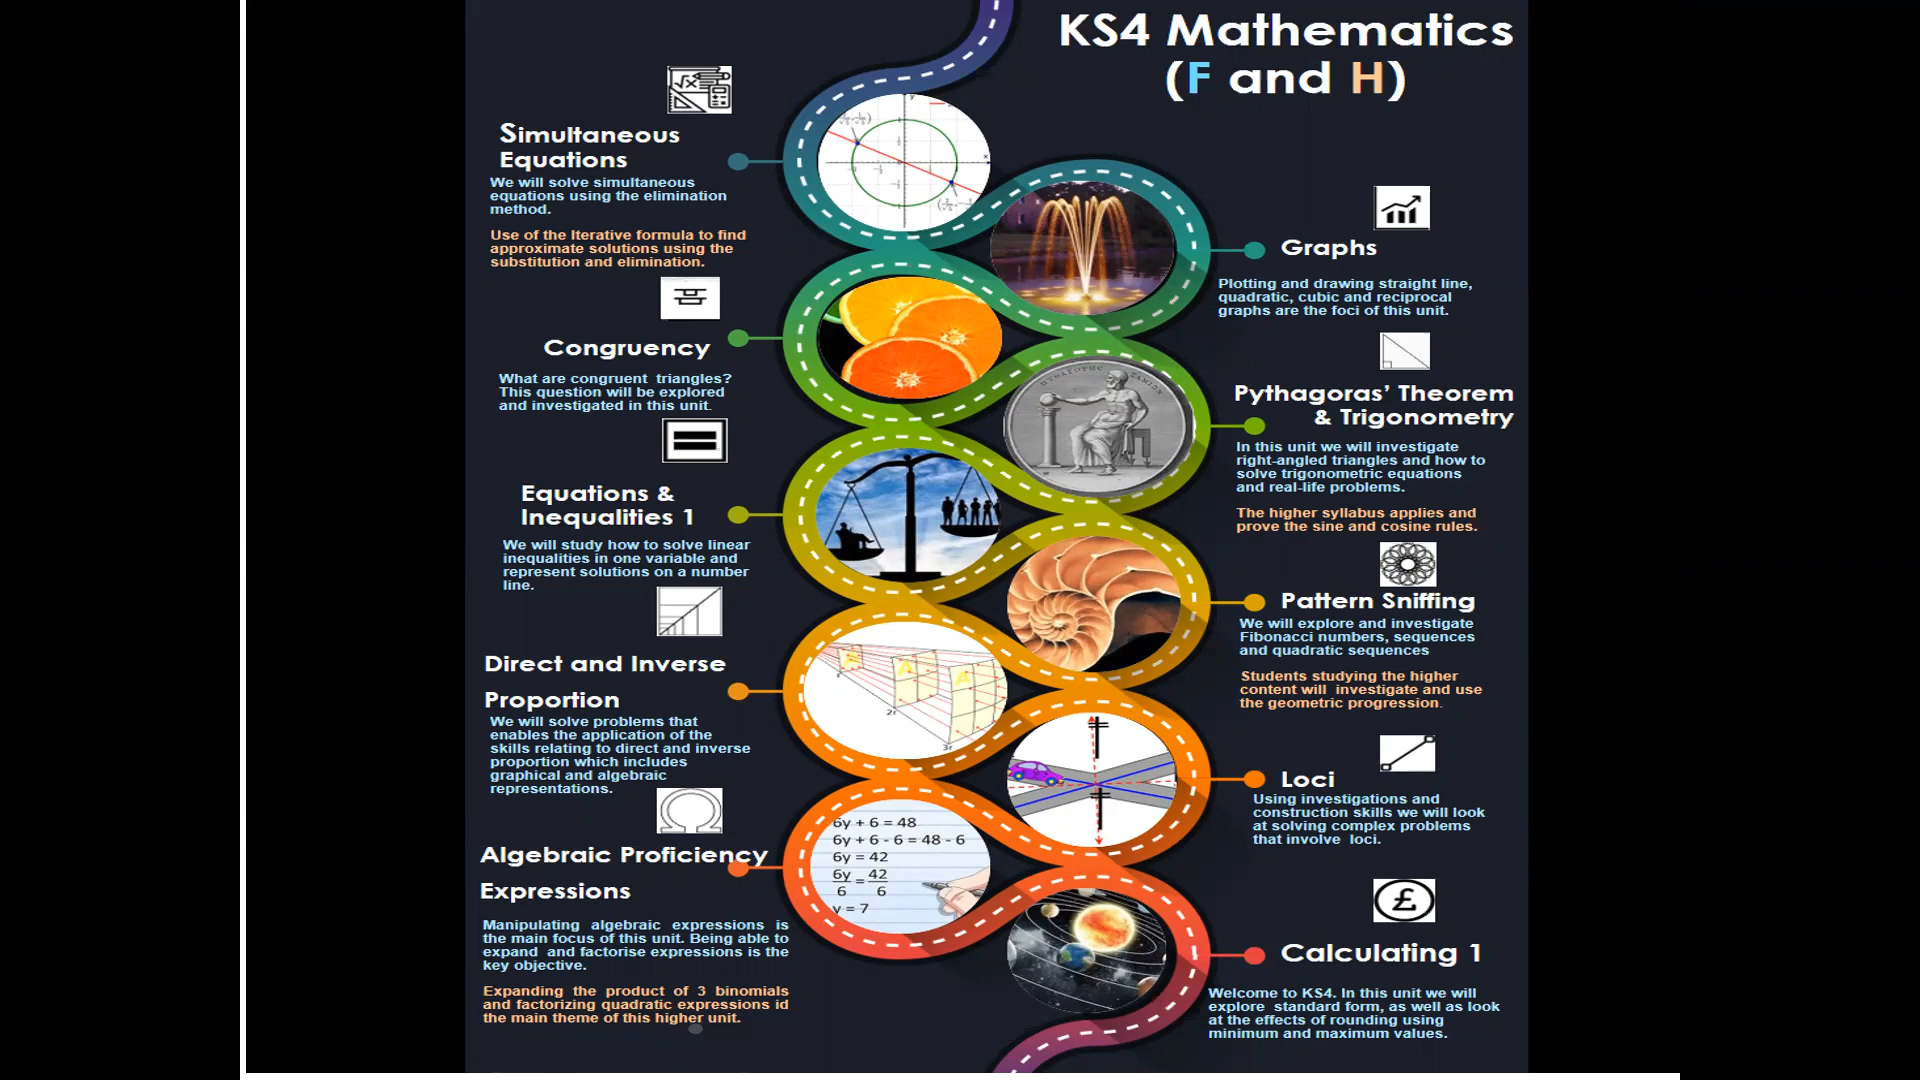 KS4 Mathematics
(F and H)
Simultaneous
Equations
We will solve simultaneous
equations using the elimination
method.
Use of the Iterative formula to find
approximate solutions using the
substitution and elimination.
Graphs
Plotting and drawing straight line,
quadratic, cubic and reciprocal
graphs are the foci of this unit.
Congruency
What are congruent triangles?
This question will be explored
and investigated in this unit.
Pythagoras' Theorem
& Trigonometry
In this unit we will investigate
right-angled triangles and how to
solve trigonometric equations
and real-life problems.
The higher syllabus applies and
prove the sine and cosine rules.
Equations &
Inequalities 1
We will study how to solve linear
inequalities in one variable and
represent solutions on a number
line.
Pattern Sniffing
We will explore and investigate
Fibonacci numbers, sequences
and quadratic sequences
Students studying the higher
content will investigate and use
the geometric progression.
Direct and Inverse
Proportion
We will solve problems that
enables the application of the
skills relating to direct and inverse
proportion which includes
graphical and algebraic
representations.
Loci
Using investigations and
construction skills we will look
at solving complex problems
that involve loci.
Algebraic Proficiency
Expressions
Manipulating algebraic expressions is
the main focus of this unit. Being able to
expand and factorise expressions is the
key objective.
Expanding the product of 3 binomials
and factorizing quadratic expressions id
the main theme of this higher unit.
6y + 6 = 48
6y + 6 - 6 = 48 - 6
6y = 42
6y/6 = 42/6
y = 7
£
Calculating 1
Welcome to KS4. In this unit we will
explore standard form, as well as look
at the effects of rounding using
minimum and maximum values.